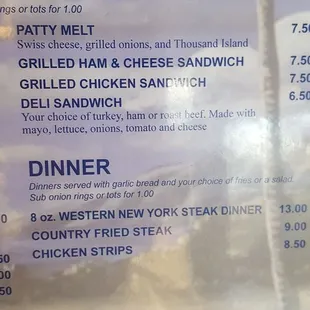 rings or tots for 1.00
PATTY MELT 7.50
Swiss cheese, grilled onions, and Thousand Island
GRILLED HAM & CHEESE SANDWICH 7.50
GRILLED CHICKEN SANDWICH 7.50
DELI SANDWICH 6.50
Your choice of turkey, ham or roast beef. Made with
mayo, lettuce, onions, tomato and cheese
DINNER
Dinners served with garlic bread and your choice of fries or a salad.
Sub onion rings or tots for 1.00
8 oz. WESTERN NEW YORK STEAK DINNER 13.00
COUNTRY FRIED STEAK 9.00
CHICKEN STRIPS 8.50